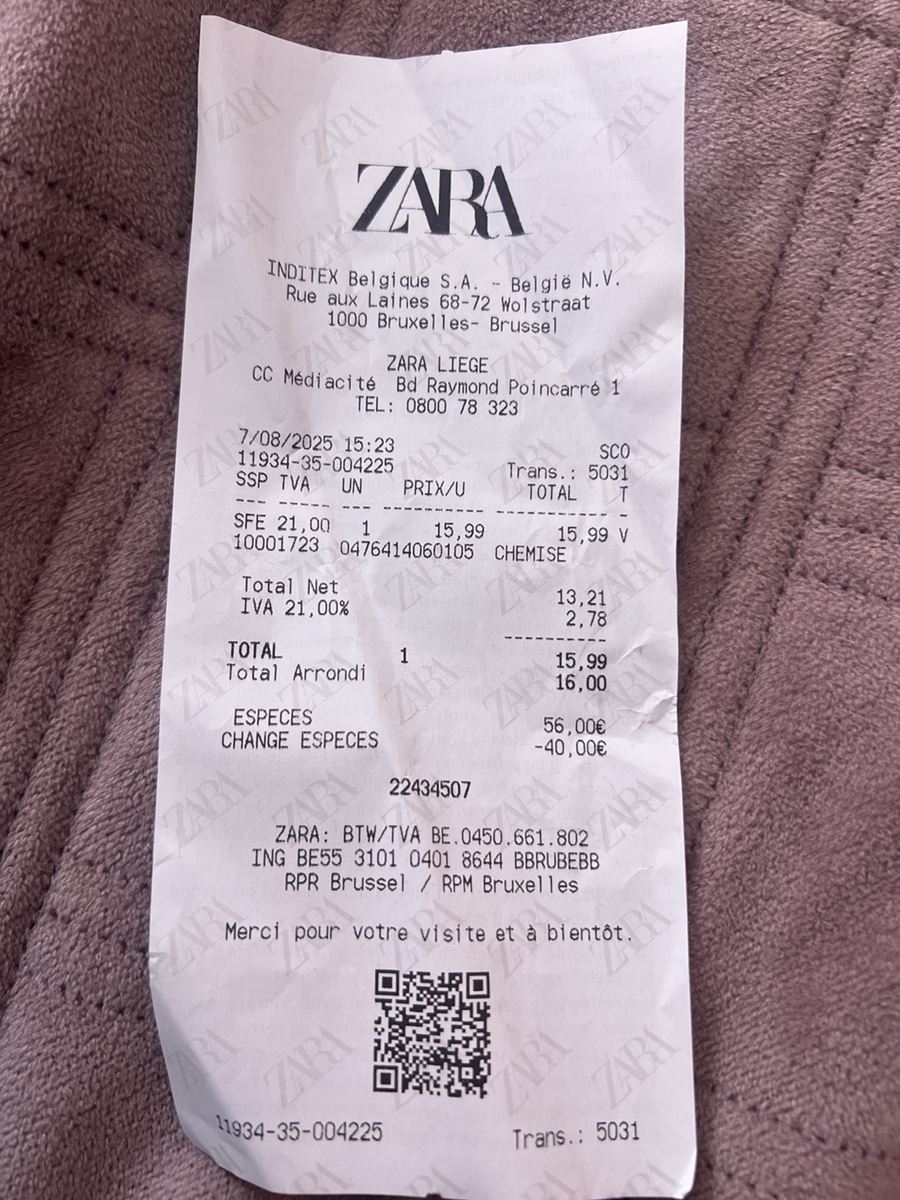 ZARA
INDITEX Belgique S.A. - België N.V.
Rue aux Laines 68-72 Wolstraat
1000 Bruxelles- Brussel
ZARA LIEGE
CC Médiacité Bd Raymond Poincarré 1
TEL: 0800 78 323
7/08/2025 15:23 SCO
11934-35-004225 Trans.: 5031
SSP TVA UN PRIX/U TOTAL T
--- ----- --- ---------- ----------- -
SFE 21,00 1 15,99 15,99 V
10001723 0476414060105 CHEMISE
Total Net 13,21
IVA 21,00% 2,78
-----------
TOTAL 1 15,99
Total Arrondi 16,00
ESPECES 56,00€
CHANGE ESPECES -40,00€
22434507
ZARA: BTW/TVA BE.0450.661.802
ING BE55 3101 0401 8644 BBRUBEBB
RPR Brussel / RPM Bruxelles
Merci pour votre visite et à bientôt.
11934-35-004225 Trans.: 5031